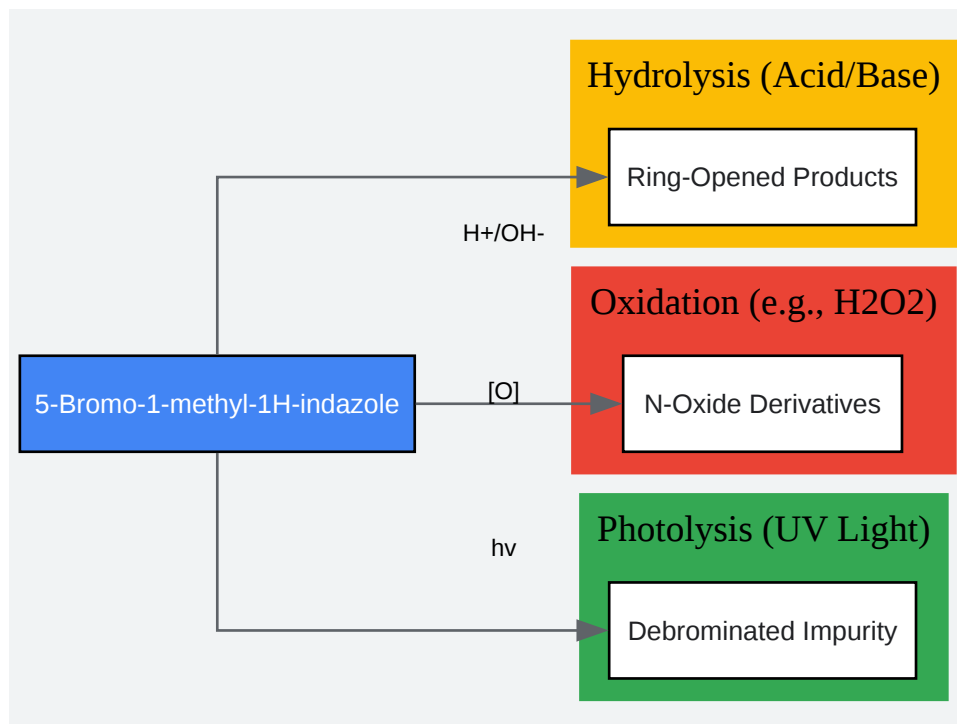 Hydrolysis (Acid/Base)
Ring-Opened Products
H+/OH-
Oxidation (e.g., H2O2)
5-Bromo-1-methyl-1H-indazole
[O]
N-Oxide Derivatives
Photolysis (UV Light)
hv
Debrominated Impurity